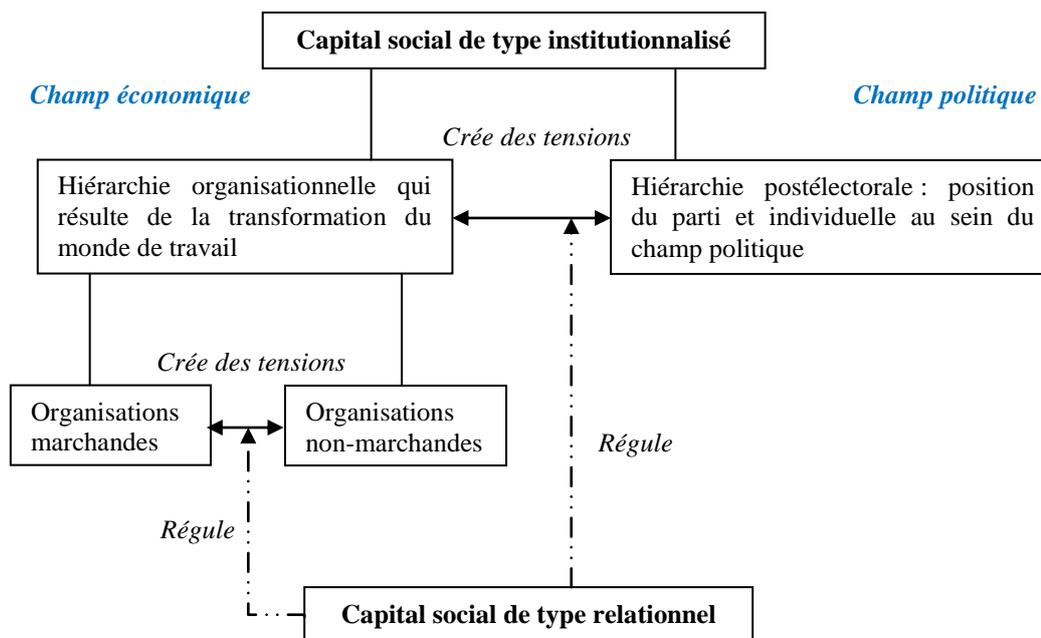 Capital social de type institutionnalisé
Champ économique
Champ politique
Crée des tensions
Hiérarchie organisationnelle qui
résulte de la transformation du
monde de travail
Hiérarchie postélectorale : position
du parti et individuelle au sein du
champ politique
Crée des tensions
Organisations
marchandes
Organisations
non-marchandes
Régule
Régule
Capital social de type relationnel